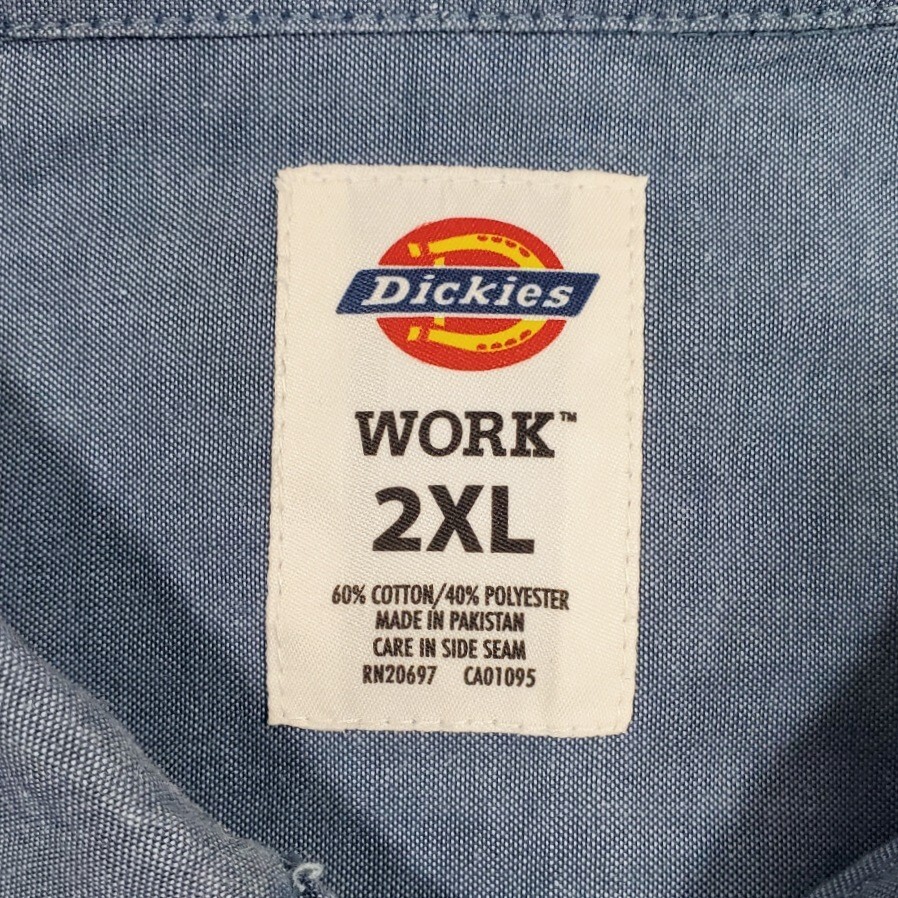 Dickies
WORK™
2XL
60% COTTON/40% POLYESTER
MADE IN PAKISTAN
CARE IN SIDE SEAM
RN20697 CA01095